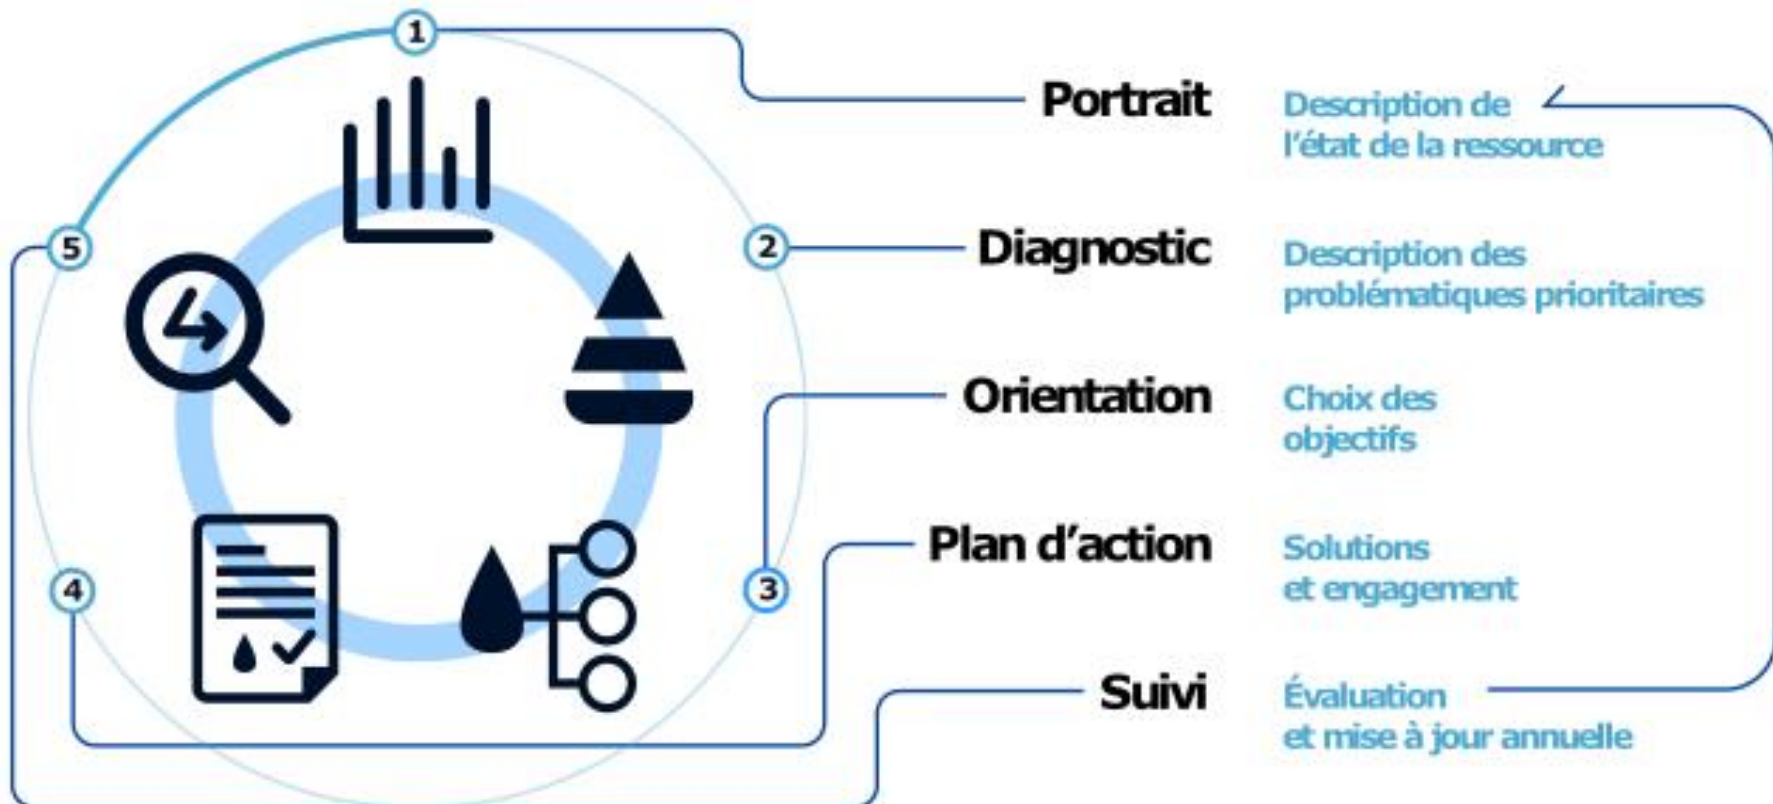 1
Portrait
Description de
l'état de la ressource
2
Diagnostic
Description des
problématiques prioritaires
3
Orientation
Choix des
objectifs
4
Plan d'action
Solutions
et engagement
5
Suivi
Évaluation
et mise à jour annuelle